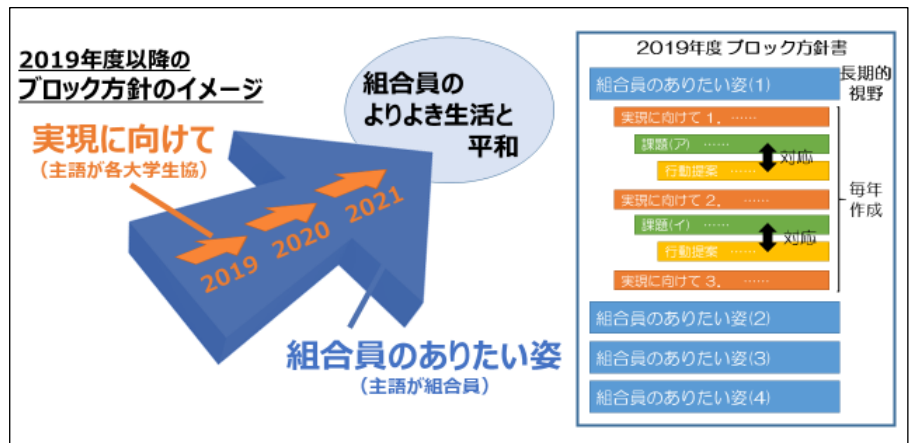 2019年度以降の
ブロック方針のイメージ
実現に向けて
(主語が各大学生協)
2019
2020
2021
組合員の
よりよき生活と
平和
組合員のありたい姿
(主語が組合員)
2019年度 ブロック方針書
組合員のありたい姿(1)
長期的
視野
実現に向けて 1. ……
課題(ア) ……
対応
行動提案 ……
実現に向けて 2. ……
課題(イ) ……
対応
行動提案 ……
実現に向けて 3. ……
毎年
作成
組合員のありたい姿(2)
組合員のありたい姿(3)
組合員のありたい姿(4)